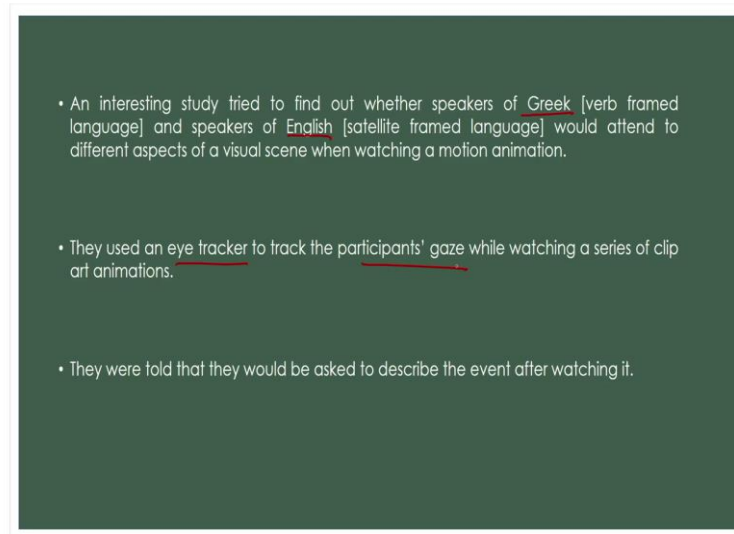 • An interesting study tried to find out whether speakers of Greek [verb framed
language] and speakers of English [satellite framed language] would attend to
different aspects of a visual scene when watching a motion animation.
• They used an eye tracker to track the participants' gaze while watching a series of clip
art animations.
• They were told that they would be asked to describe the event after watching it.